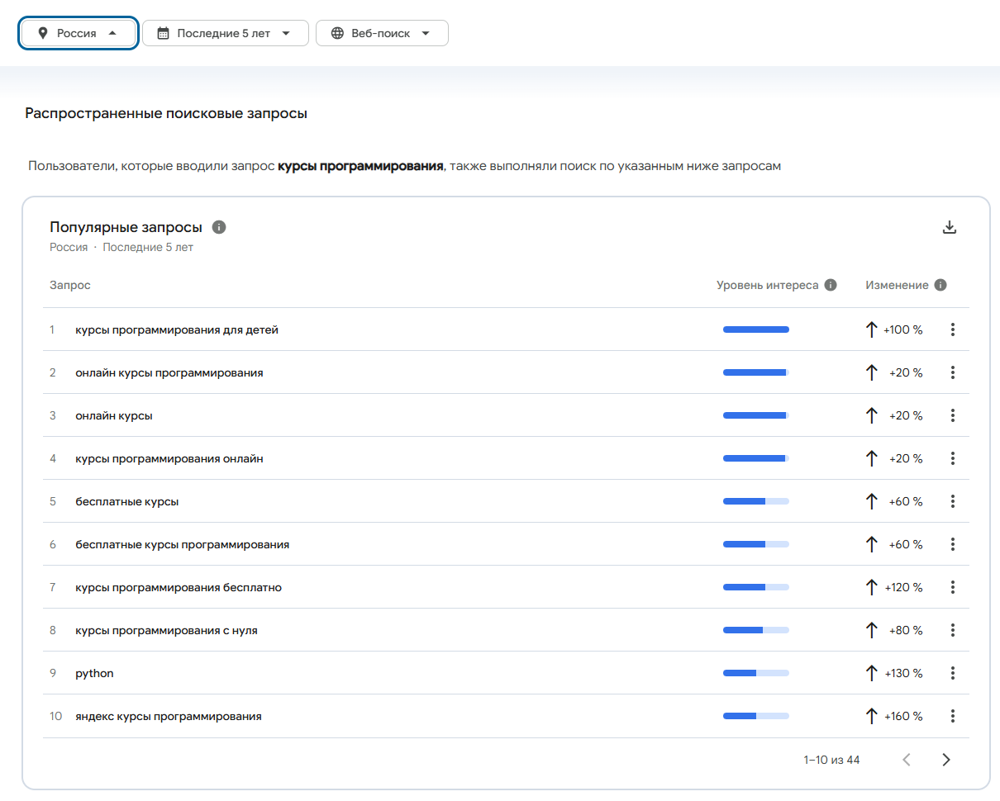 Россия Последние 5 лет Веб-поиск
Распространенные поисковые запросы
Пользователи, которые вводили запрос курсы программирования, также выполняли поиск по указанным ниже запросам
Популярные запросы
Россия · Последние 5 лет
Запрос Уровень интереса Изменение
1 курсы программирования для детей +100 %
2 онлайн курсы программирования +20 %
3 онлайн курсы +20 %
4 курсы программирования онлайн +20 %
5 бесплатные курсы +60 %
6 бесплатные курсы программирования +60 %
7 курсы программирования бесплатно +120 %
8 курсы программирования с нуля +80 %
9 python +130 %
10 яндекс курсы программирования +160 %
1–10 из 44